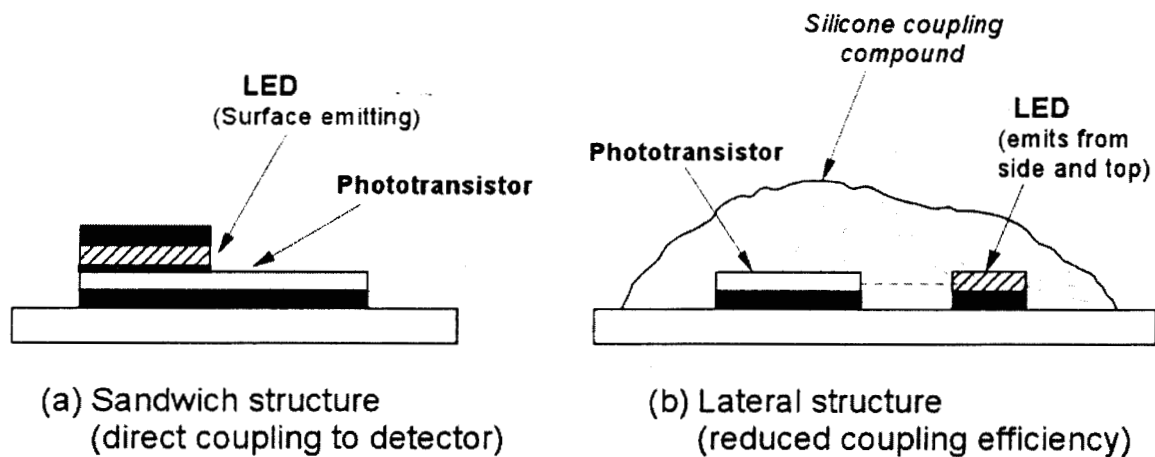 LED
(Surface emitting)
Phototransistor
(a) Sandwich structure
(direct coupling to detector)
Silicone coupling
compound
LED
(emits from
side and top)
Phototransistor
(b) Lateral structure
(reduced coupling efficiency)